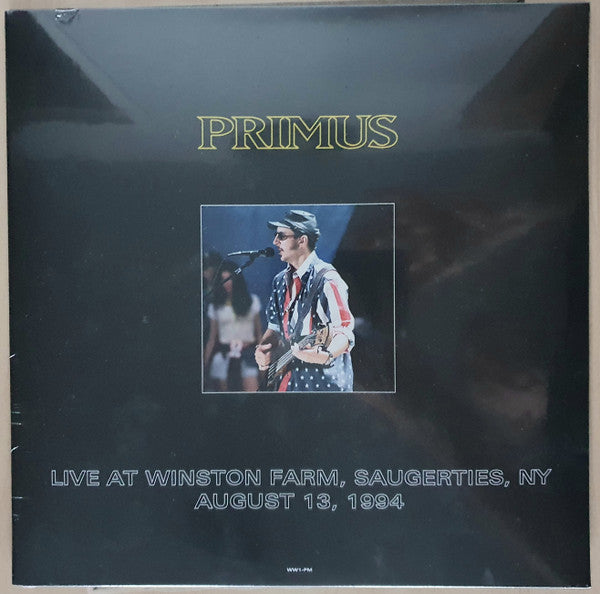 PRIMUS
LIVE AT WINSTON FARM, SAUGERTIES, NY
AUGUST 13, 1994
WW1-PM